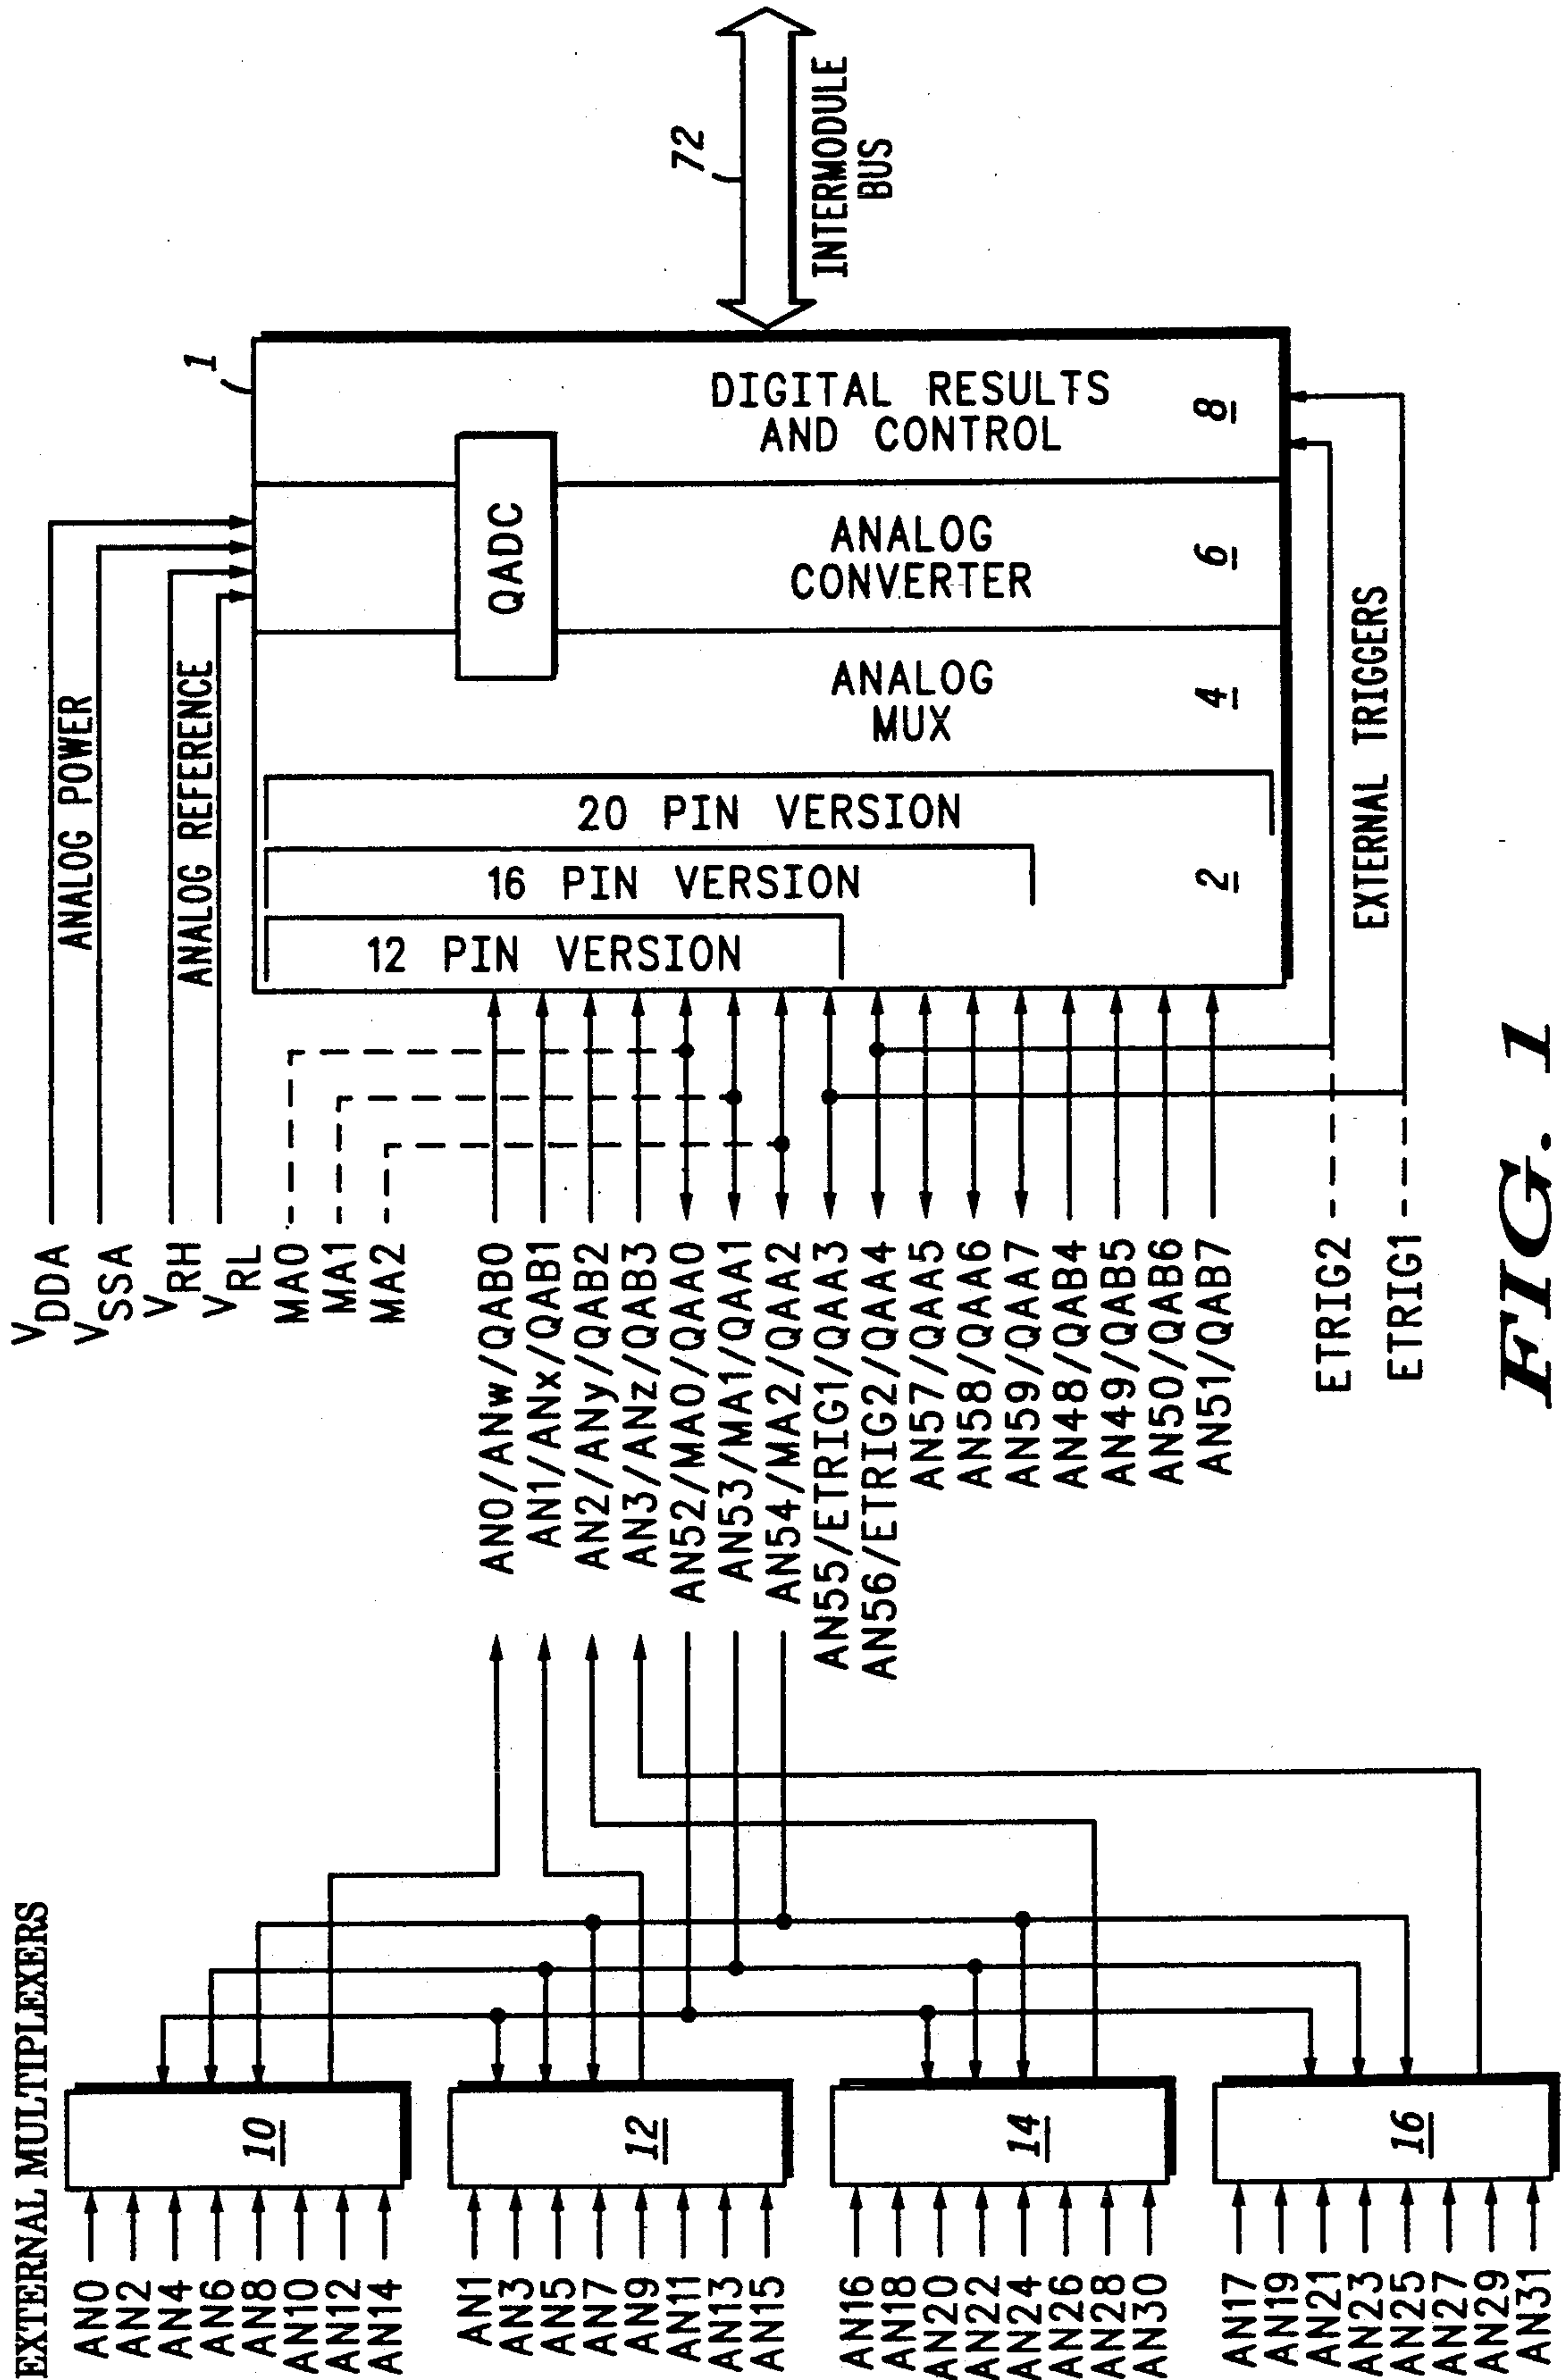 EXTERNAL MULTIPLEXERS
AN0
AN2
AN4
AN6
AN8
AN10
AN12
AN14
10
AN1
AN3
AN5
AN7
AN9
AN11
AN13
AN15
12
AN16
AN18
AN20
AN22
AN24
AN26
AN28
AN30
14
AN17
AN19
AN21
AN23
AN25
AN27
AN29
AN31
16
VDDA
VSSA
VRH
VRL
MA0
MA1
MA2
ANALOG POWER
ANALOG REFERENCE
AN0/ANw/QAB0
AN1/ANx/QAB1
AN2/ANy/QAB2
AN3/ANz/QAB3
AN52/MA0/QAA0
AN53/MA1/QAA1
AN54/MA2/QAA2
AN55/ETRIG1/QAA3
AN56/ETRIG2/QAA4
AN57/QAA5
AN58/QAA6
AN59/QAA7
AN48/QAB4
AN49/QAB5
AN50/QAB6
AN51/QAB7
ETRIG2
ETRIG1
12 PIN VERSION
16 PIN VERSION
20 PIN VERSION
2
ANALOG
MUX
4
QADC
ANALOG
CONVERTER
6
DIGITAL RESULTS
AND CONTROL
8
1
EXTERNAL TRIGGERS
72
INTERMODULE
BUS
FIG. 1